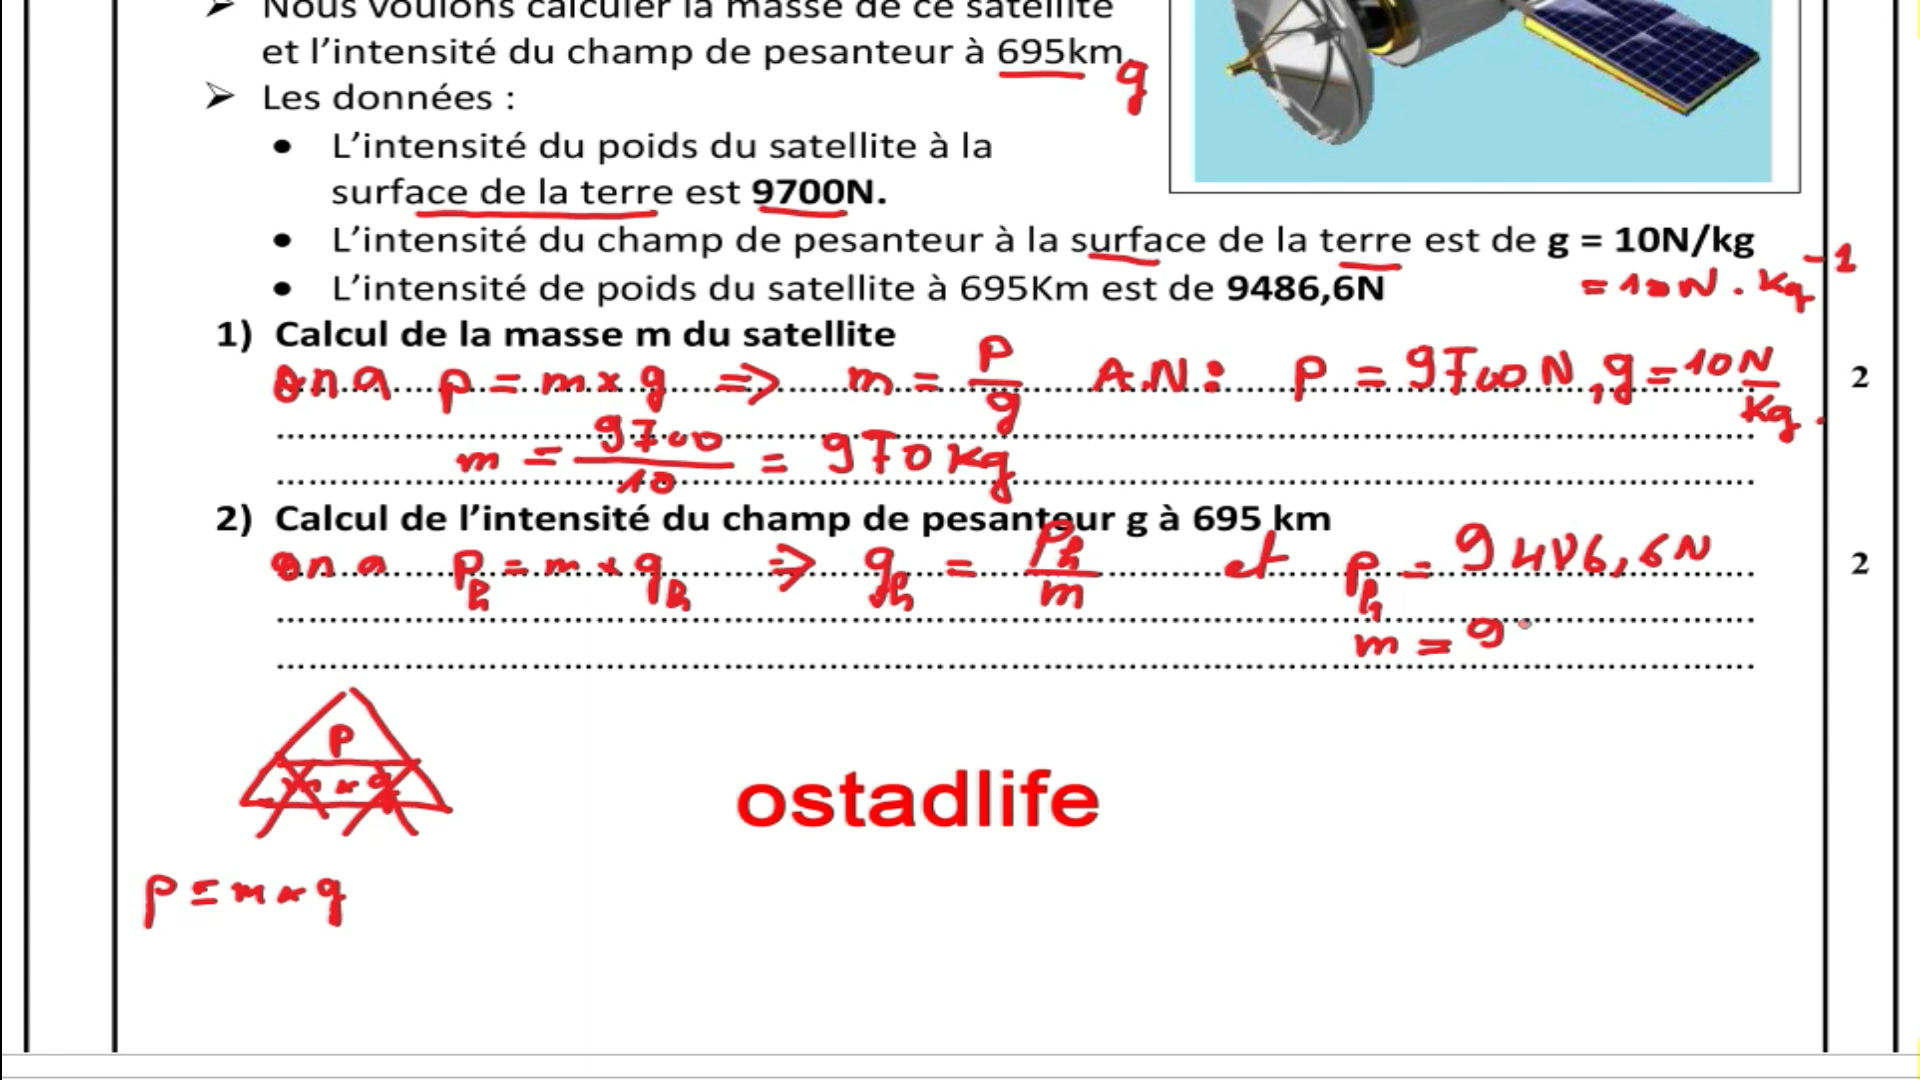 Nous voulons calculer la masse de ce satellite
et l'intensité du champ de pesanteur à 695km.
g
➢ Les données :
• L'intensité du poids du satellite à la
surface de la terre est 9700N.
• L'intensité du champ de pesanteur à la surface de la terre est de g = 10N/kg
= 10N . kg⁻¹
• L'intensité de poids du satellite à 695Km est de 9486,6N
1) Calcul de la masse m du satellite
on a p = m × g ⇒ m = p/g A.N: p = 9700N, g = 10 N/kg. 2
m = 9700/10 = 970 kg
2) Calcul de l'intensité du champ de pesanteur g à 695 km
on a Ph = m × gh ⇒ gh = Ph/m et Ph = 9486,6N 2
m = 9
P
m × g
ostadlife
p = m × g